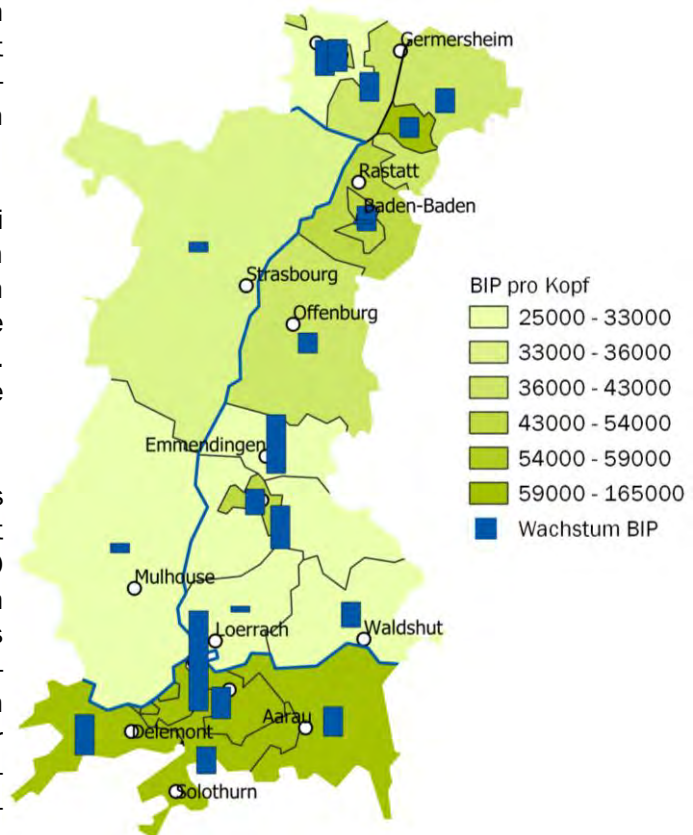 Germersheim
Rastatt
Baden-Baden
Strasbourg
Offenburg
Emmendingen
Mulhouse
Loerrach
Waldshut
Aarau
Delemont
Solothurn
BIP pro Kopf
25000 - 33000
33000 - 36000
36000 - 43000
43000 - 54000
54000 - 59000
59000 - 165000
Wachstum BIP